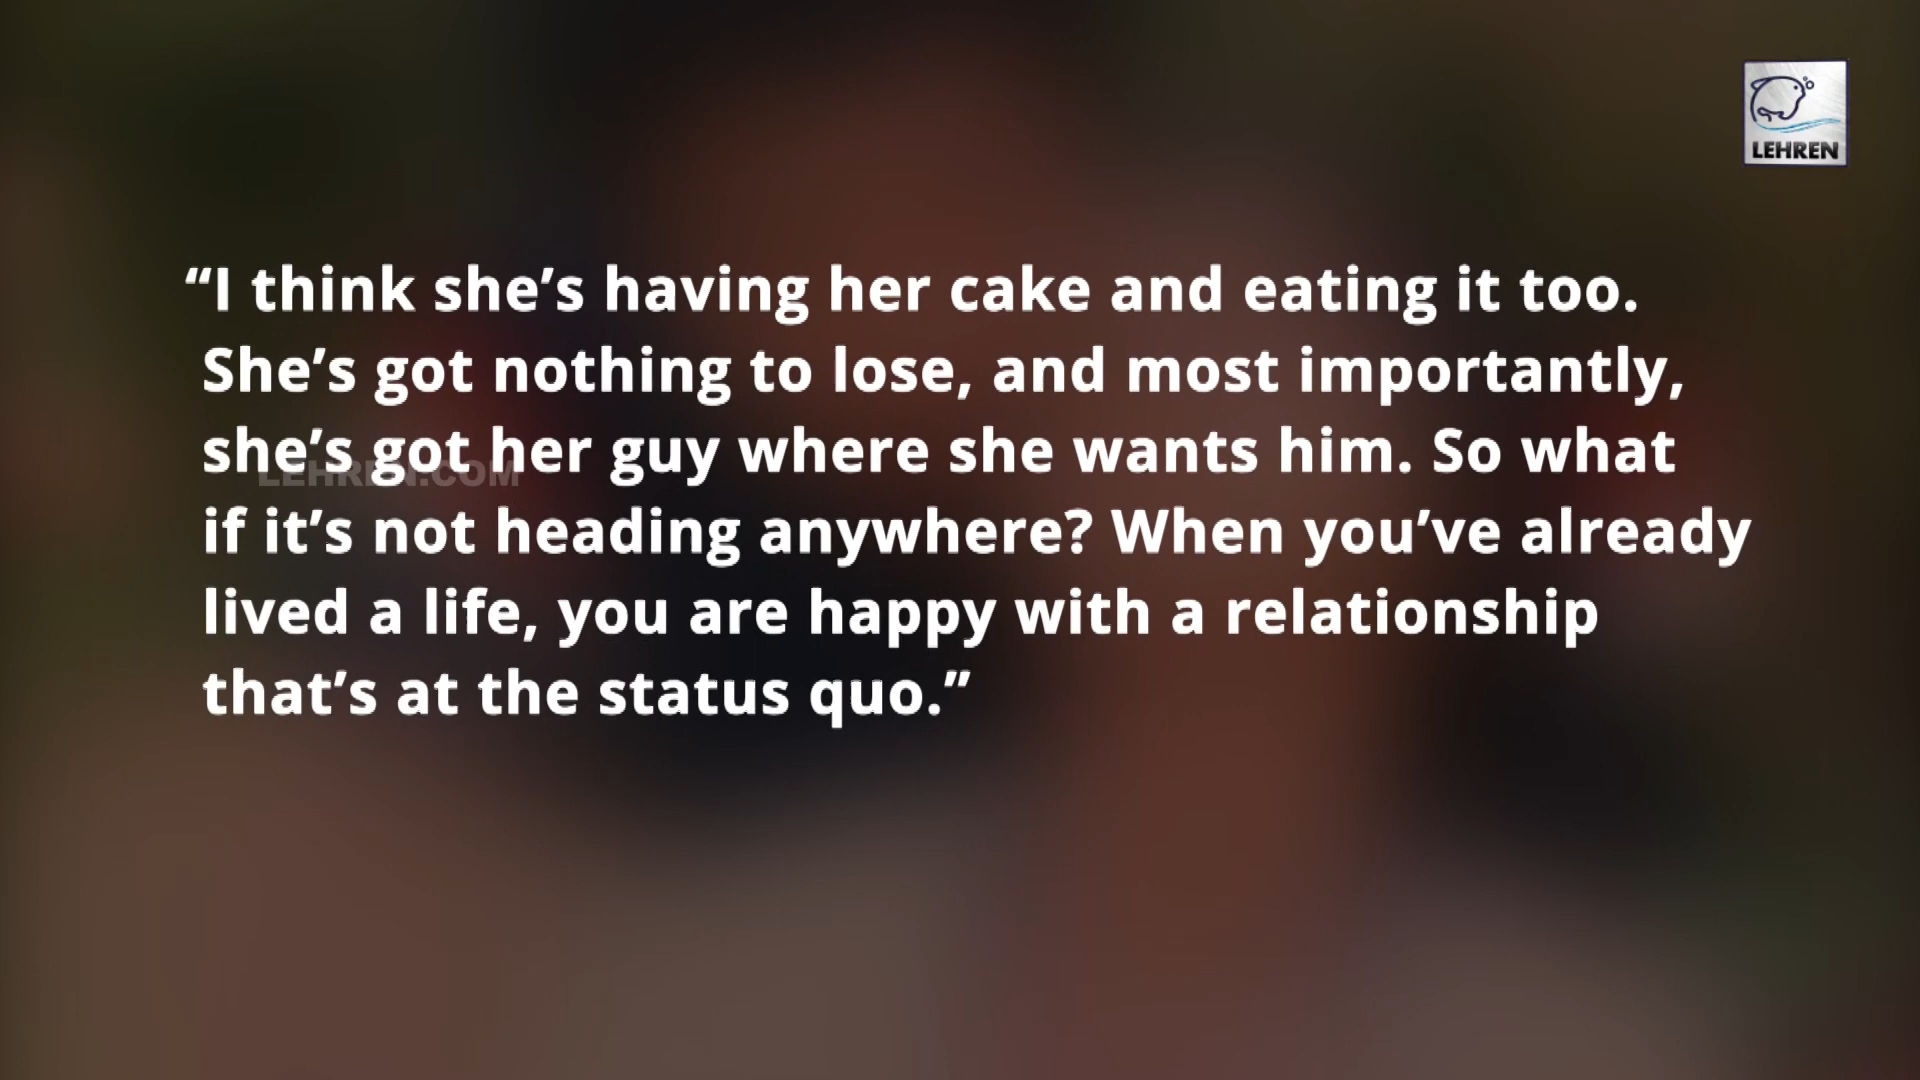 LEHREN
“I think she’s having her cake and eating it too.
She’s got nothing to lose, and most importantly,
she’s got her guy where she wants him. So what
LEHREN.COM
if it’s not heading anywhere? When you’ve already
lived a life, you are happy with a relationship
that’s at the status quo.”